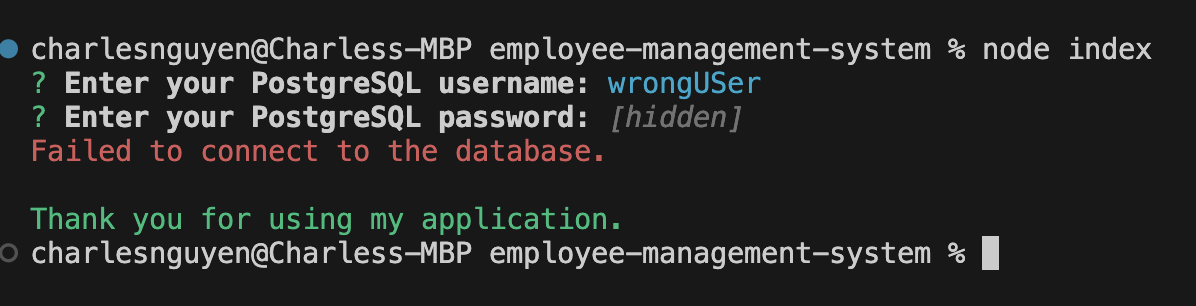 charlesnguyen@Charless-MBP employee-management-system % node index
? Enter your PostgreSQL username: wrongUSer
? Enter your PostgreSQL password: [hidden]
Failed to connect to the database.
Thank you for using my application.
charlesnguyen@Charless-MBP employee-management-system %